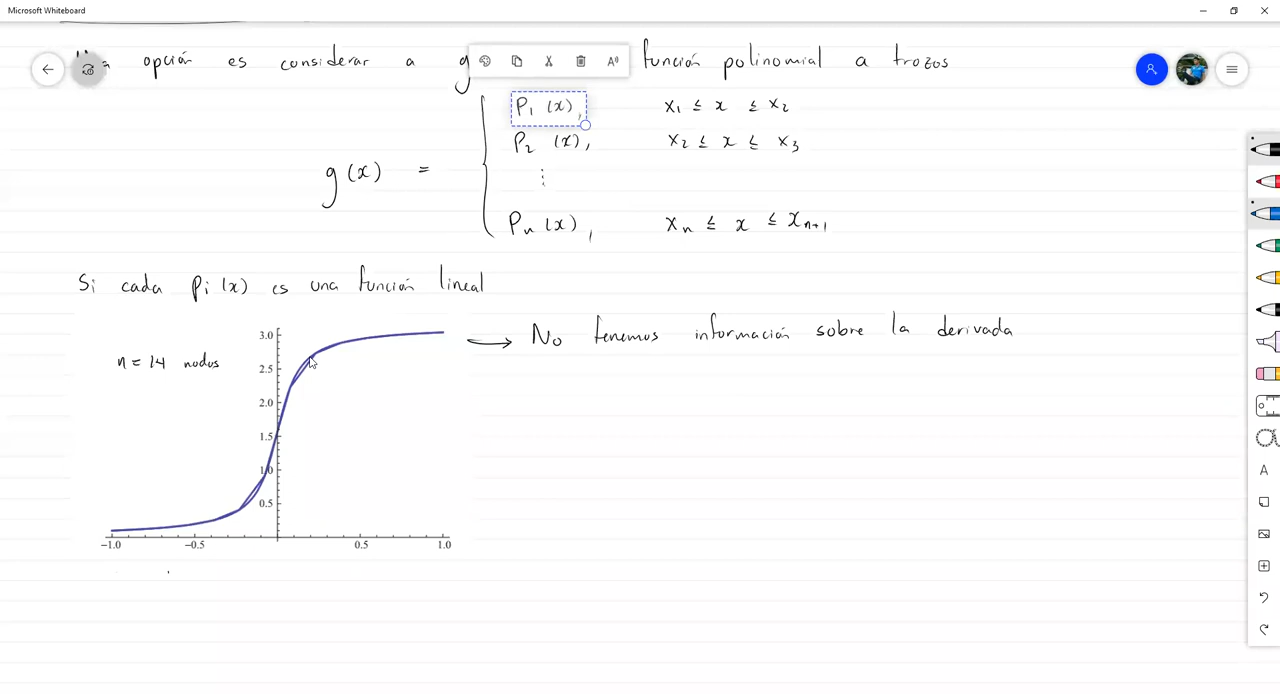 Microsoft Whiteboard
opción es considerar a g función polinomial a trozos
P₁ (x), x₁ ≤ x ≤ x₂
P₂ (x), x₂ ≤ x ≤ x₃
g(x) =
⋮
Pₙ(x), xₙ ≤ x ≤ xₙ₊₁
Si cada Pi(x) es una función lineal
→ No tenemos información sobre la derivada
n = 14 nodos
3.0
2.5
2.0
1.5
1.0
0.5
-1.0 -0.5 0.5 1.0
A